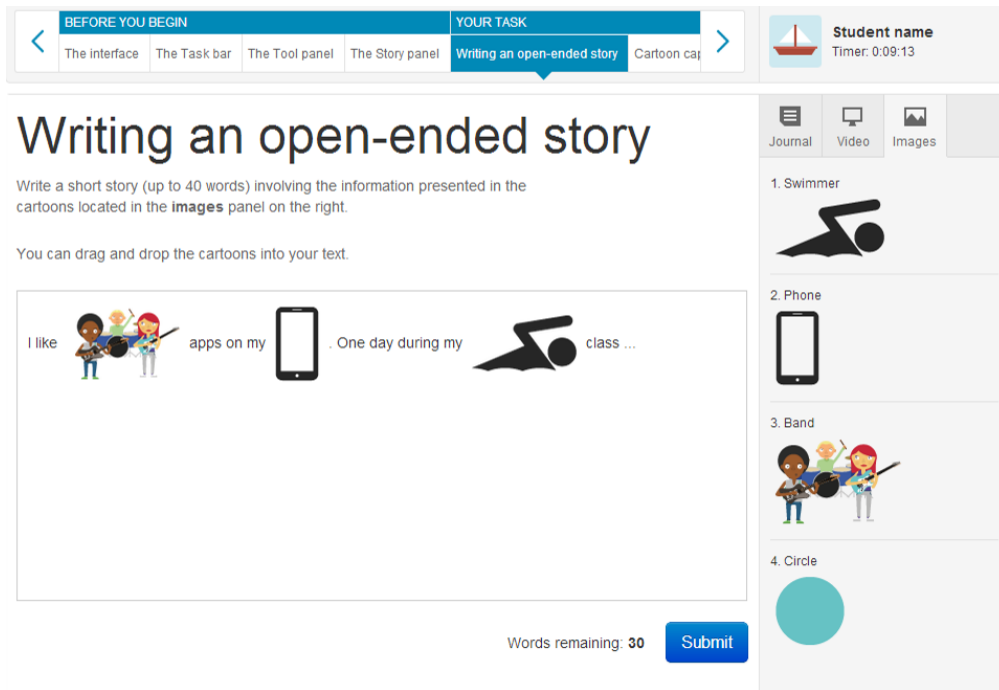 BEFORE YOU BEGIN
YOUR TASK
The interface
The Task bar
The Tool panel
The Story panel
Writing an open-ended story
Cartoon cap
Student name
Timer: 0:09:13
Writing an open-ended story
Write a short story (up to 40 words) involving the information presented in the
cartoons located in the images panel on the right.
You can drag and drop the cartoons into your text.
I like apps on my . One day during my class ...
Words remaining: 30
Submit
Journal
Video
Images
1. Swimmer
2. Phone
3. Band
4. Circle